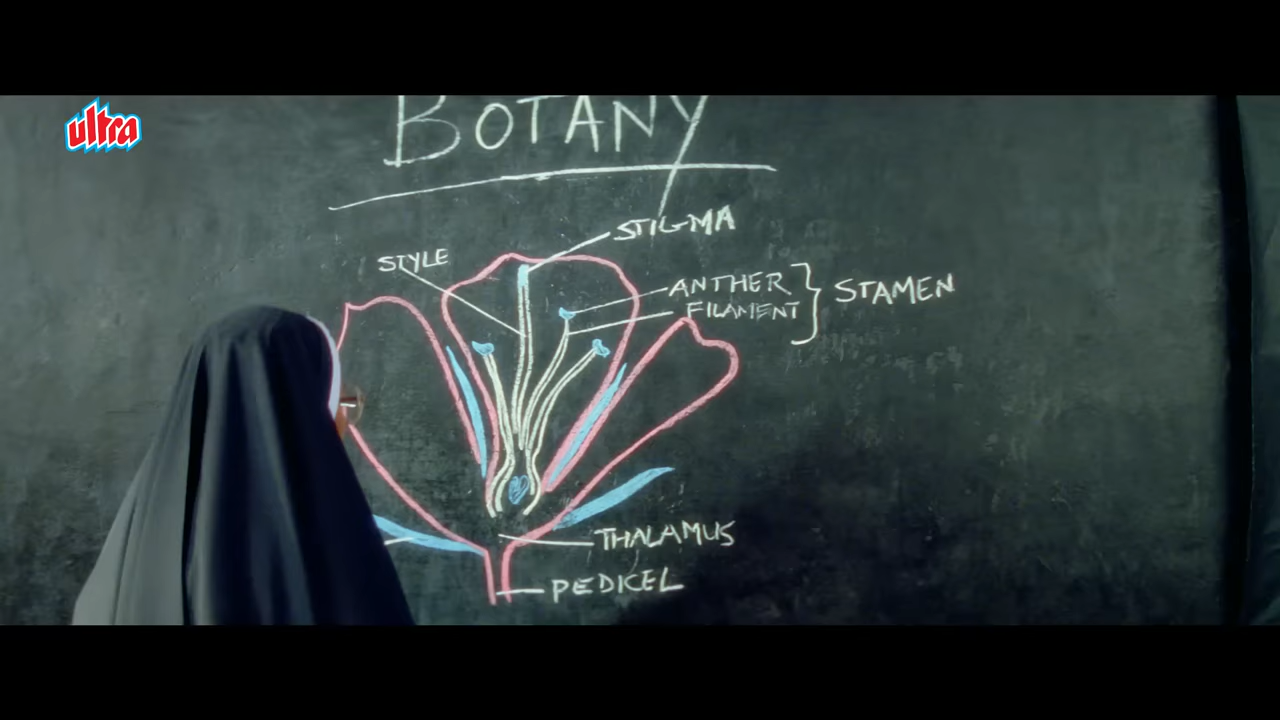 ultra
BOTANY
STIGMA
STYLE
ANTHER
FILAMENT
STAMEN
THALAMUS
PEDICEL